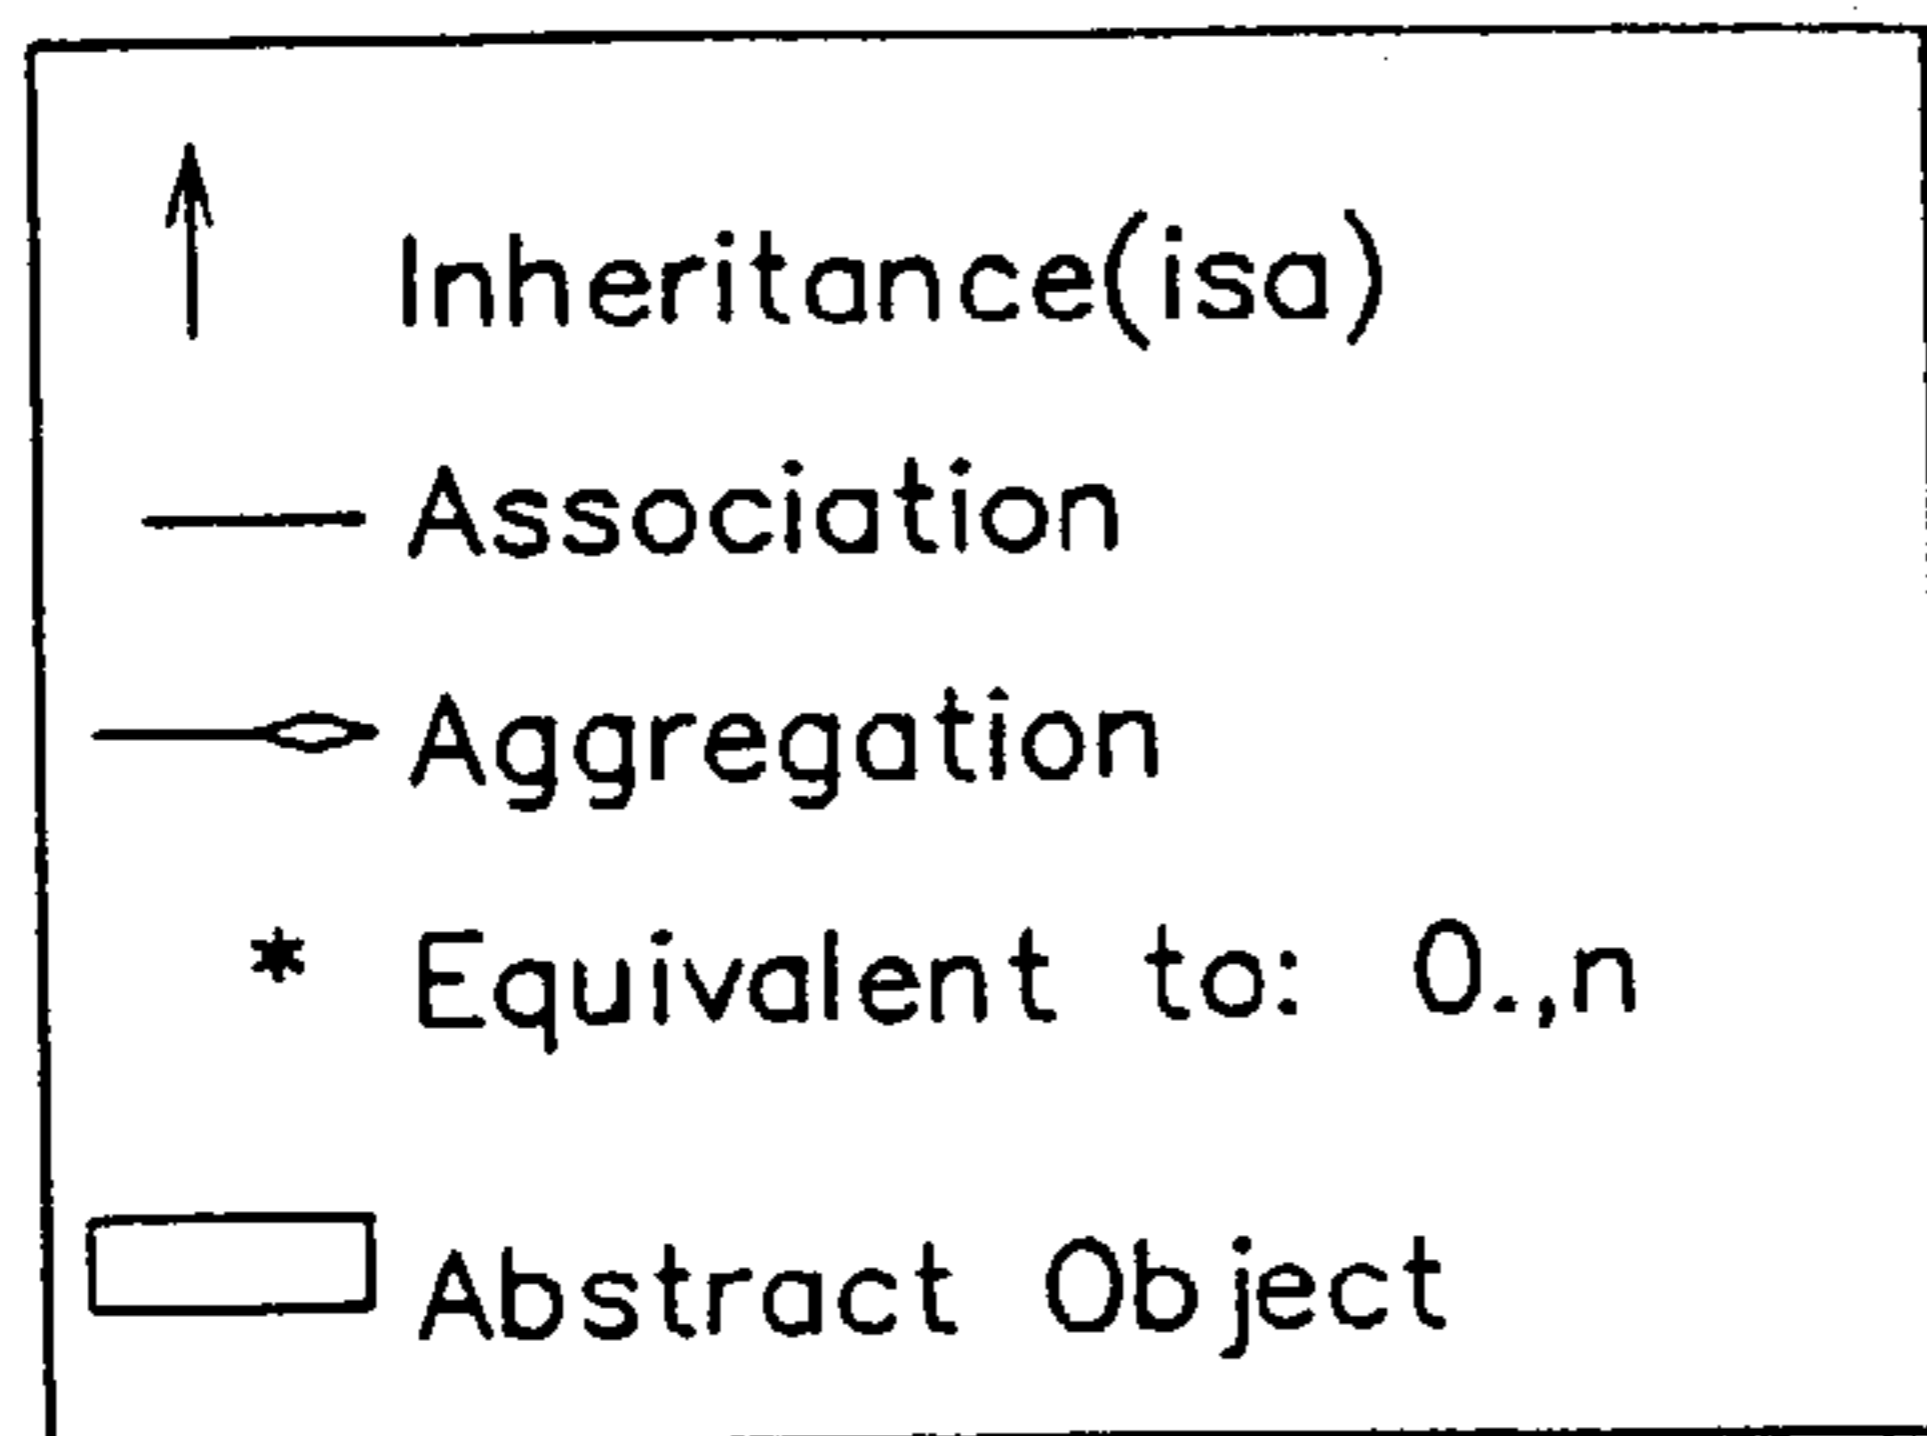 Inheritance(isa)
Association
Aggregation
* Equivalent to: 0.,n
Abstract Object